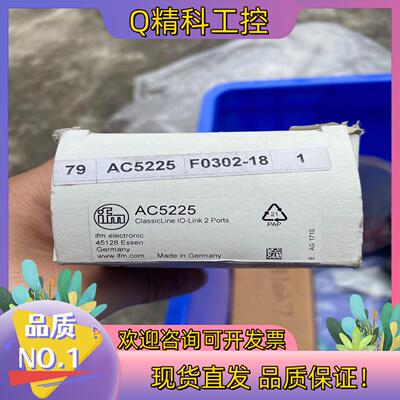 Q精科工控
79 AC5225 F0302-18 1
ifm
AC5225
ClassicLine IO-Link 2 Ports
ifm electronic
45128 Essen
Germany
www.ifm.com Made in Germany
21
PAP
E AG 1710
品质
NO.1
欢迎咨询可开发票
现货直发 品质保证！